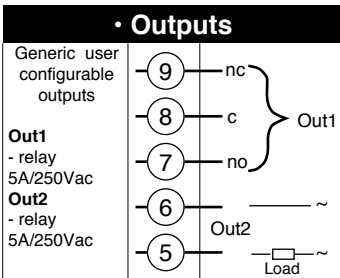 · Outputs
Generic user
configurable
outputs
Out1
- relay
5A/250Vac
Out2
- relay
5A/250Vac
9 nc
8 c
7 no
Out1
6 ~
Out2
5 ~
Load